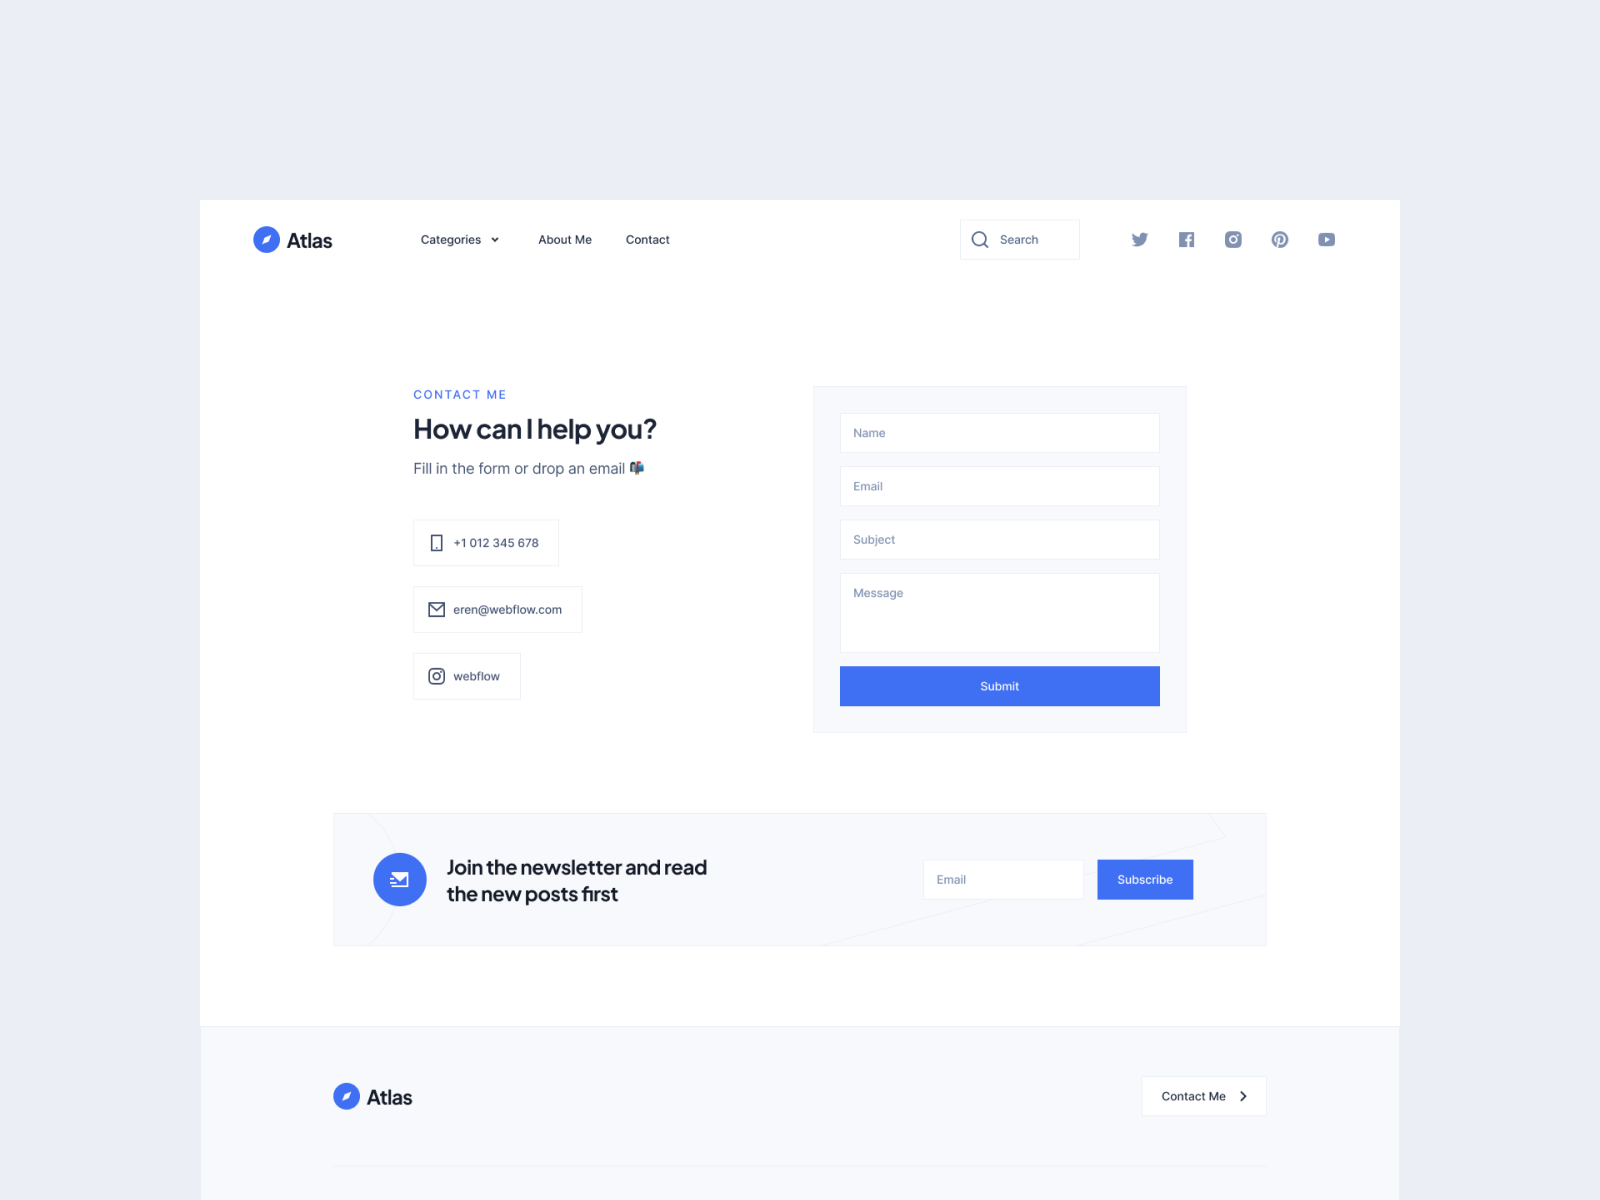 Atlas
Categories
About Me
Contact
Search
CONTACT ME
How can I help you?
Fill in the form or drop an email
+1 012 345 678
eren@webflow.com
webflow
Name
Email
Subject
Message
Submit
Join the newsletter and read
the new posts first
Email
Subscribe
Atlas
Contact Me